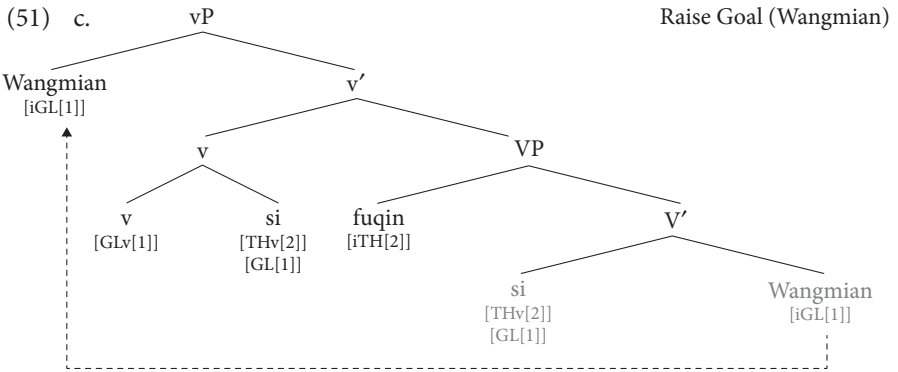 (51) c. vP Raise Goal (Wangmian)
Wangmian v′
[iGL[1]]
v VP
v si fuqin V′
[GLv[1]] [THv[2]] [iTH[2]]
[GL[1]]
si Wangmian
[THv[2]] [iGL[1]]
[GL[1]]